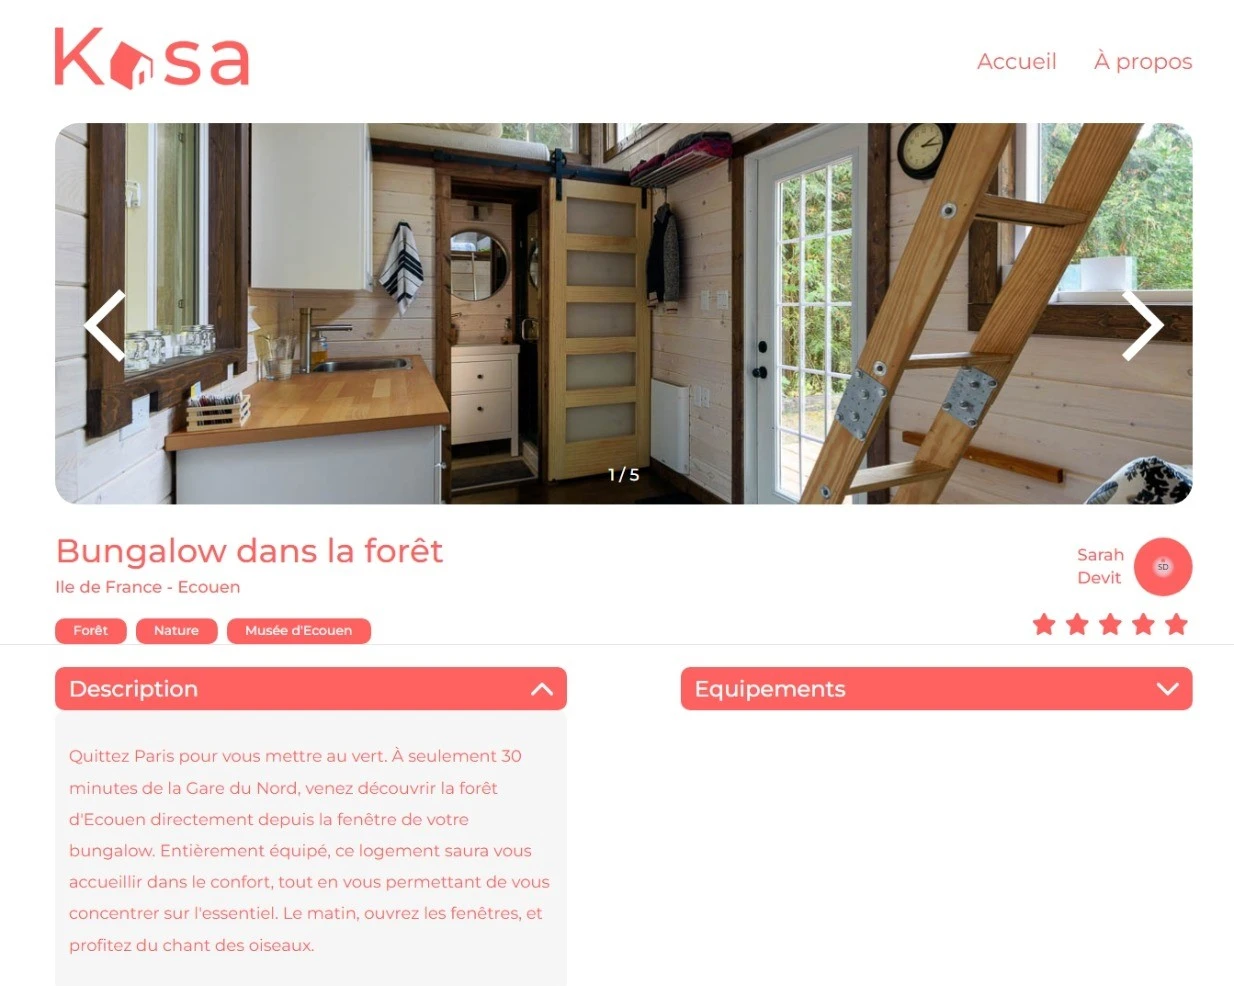 Kasa
Accueil
À propos
1 / 5
Bungalow dans la forêt
Ile de France - Ecouen
Sarah
Devit
SD
Forêt
Nature
Musée d'Ecouen
Description
Equipements
Quittez Paris pour vous mettre au vert. À seulement 30
minutes de la Gare du Nord, venez découvrir la forêt
d'Ecouen directement depuis la fenêtre de votre
bungalow. Entièrement équipé, ce logement saura vous
accueillir dans le confort, tout en vous permettant de vous
concentrer sur l'essentiel. Le matin, ouvrez les fenêtres, et
profitez du chant des oiseaux.